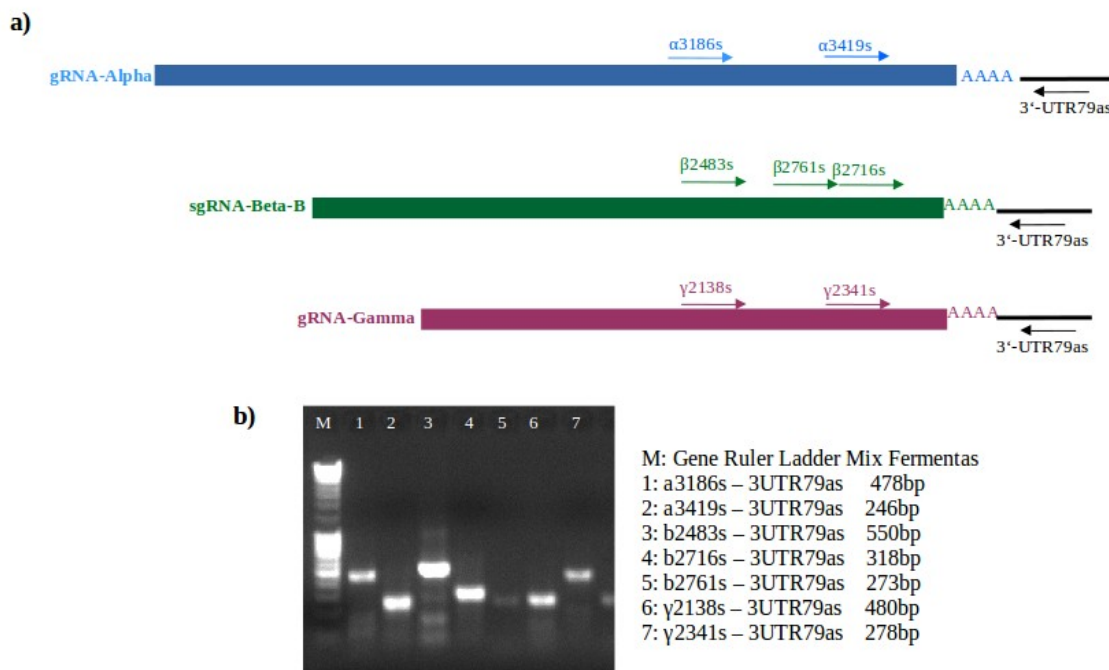 a)
α3186s
α3419s
gRNA-Alpha
AAAA
3‘-UTR79as
β2483s
β2761s
β2716s
sgRNA-Beta-B
AAAA
3‘-UTR79as
γ2138s
γ2341s
gRNA-Gamma
AAAA
3‘-UTR79as
b)
M 1 2 3 4 5 6 7
M: Gene Ruler Ladder Mix Fermentas
1: a3186s – 3UTR79as 478bp
2: a3419s – 3UTR79as 246bp
3: b2483s – 3UTR79as 550bp
4: b2716s – 3UTR79as 318bp
5: b2761s – 3UTR79as 273bp
6: γ2138s – 3UTR79as 480bp
7: γ2341s – 3UTR79as 278bp